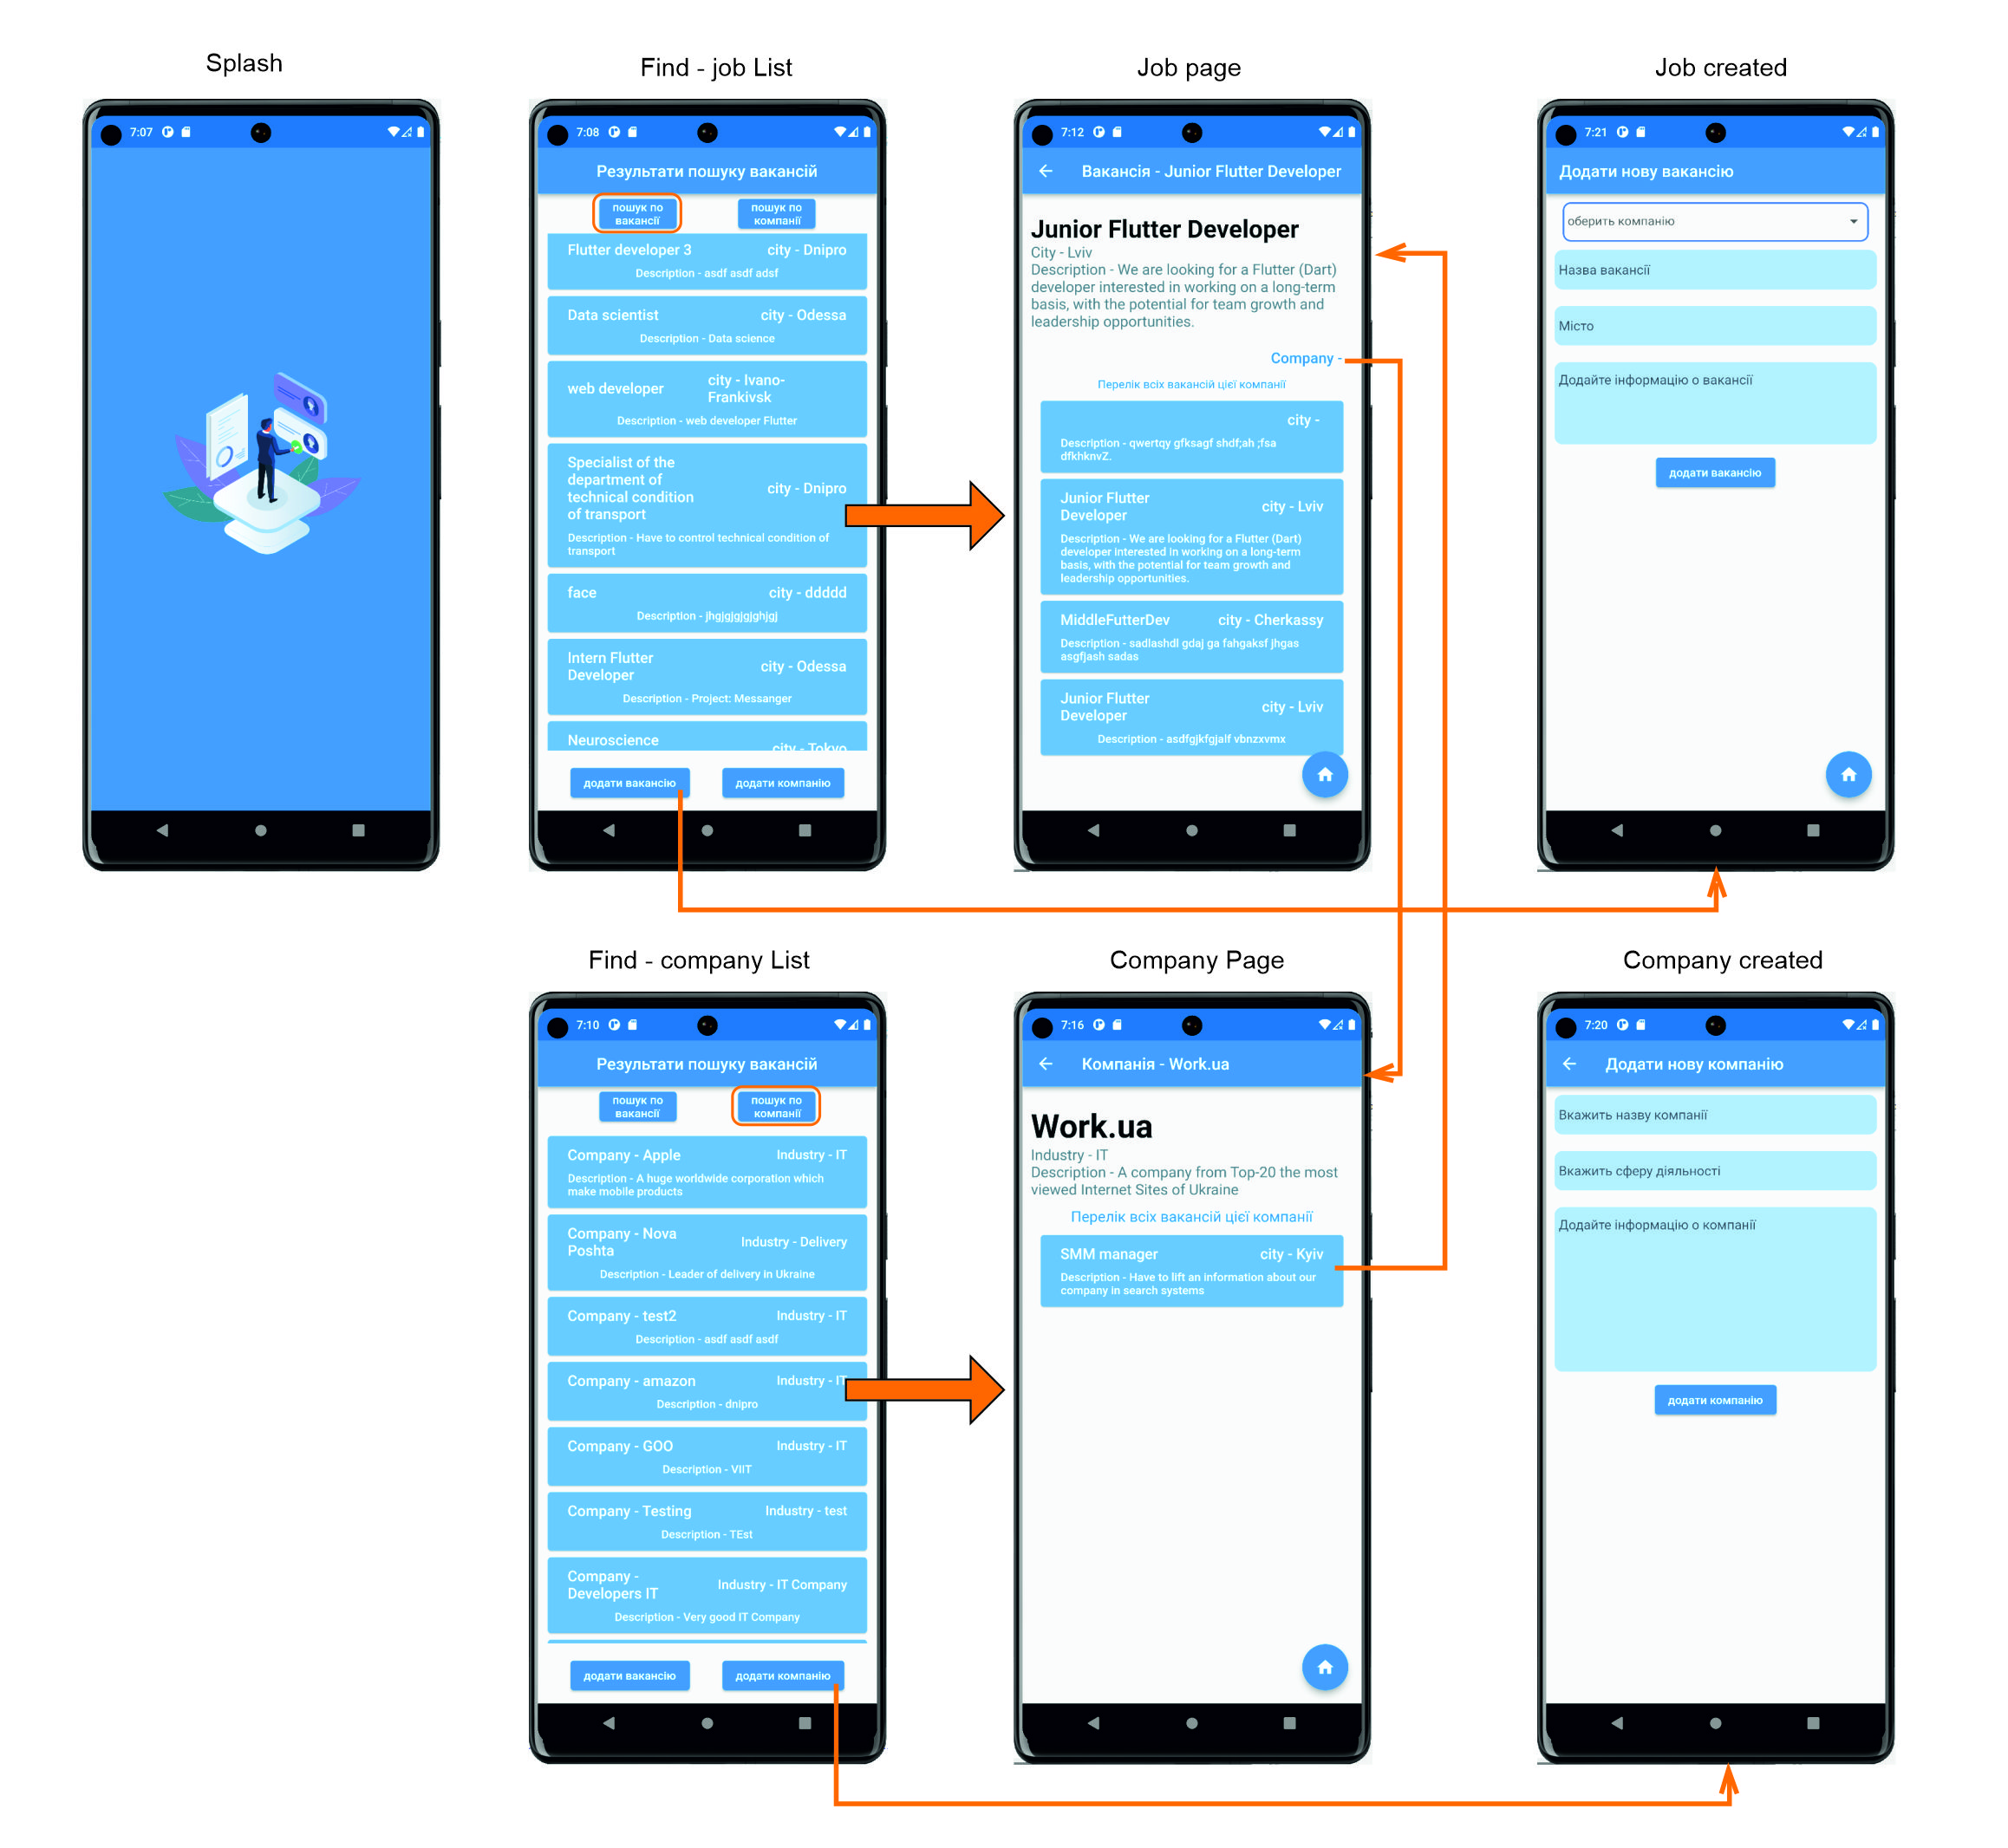 Splash
7:07
Find - job List
7:08
Результати пошуку вакансій
пошук по
вакансії
пошук по
компанії
Flutter developer 3
city - Dnipro
Description - asdf asdf adsf
Data scientist
city - Odessa
Description - Data science
web developer
city - Ivano-
Frankivsk
Description - web developer Flutter
Specialist of the
department of
technical condition
of transport
city - Dnipro
Description - Have to control technical condition of
transport
face
city - ddddd
Description - jhgjgjgjgjghjgj
Intern Flutter
Developer
city - Odessa
Description - Project: Messanger
Neuroscience
city - Tokyo
додати вакансію
додати компанію
Job page
7:12
Вакансія - Junior Flutter Developer
Junior Flutter Developer
City - Lviv
Description - We are looking for a Flutter (Dart)
developer interested in working on a long-term
basis, with the potential for team growth and
leadership opportunities.
Company -
Перелік всіх вакансій цієї компанії
city -
Description - qwertqy gfksagf shdf;ah ;fsa
dfkhknvZ.
Junior Flutter
Developer
city - Lviv
Description - We are looking for a Flutter (Dart)
developer interested in working on a long-term
basis, with the potential for team growth and
leadership opportunities.
MiddleFutterDev
city - Cherkassy
Description - sadlashdl gdaj ga fahgaksf jhgas
asgfjash sadas
Junior Flutter
Developer
city - Lviv
Description - asdfgjkfgjalf vbnzxvmx
Job created
7:21
Додати нову вакансію
оберить компанію
Назва вакансії
Місто
Додайте інформацію о вакансії
додати вакансію
Find - company List
7:10
Результати пошуку вакансій
пошук по
вакансії
пошук по
компанії
Company - Apple
Industry - IT
Description - A huge worldwide corporation which
make mobile products
Company - Nova
Poshta
Industry - Delivery
Description - Leader of delivery in Ukraine
Company - test2
Industry - IT
Description - asdf asdf asdf
Company - amazon
Industry - IT
Description - dnipro
Company - GOO
Industry - IT
Description - VIIT
Company - Testing
Industry - test
Description - TEst
Company -
Developers IT
Industry - IT Company
Description - Very good IT Company
додати вакансію
додати компанію
Company Page
7:16
Компанія - Work.ua
Work.ua
Industry - IT
Description - A company from Top-20 the most
viewed Internet Sites of Ukraine
Перелік всіх вакансій цієї компанії
SMM manager
city - Kyiv
Description - Have to lift an information about our
company in search systems
Company created
7:20
Додати нову компанію
Вкажить назву компанії
Вкажить сферу діяльності
Додайте інформацію о компанії
додати компанію